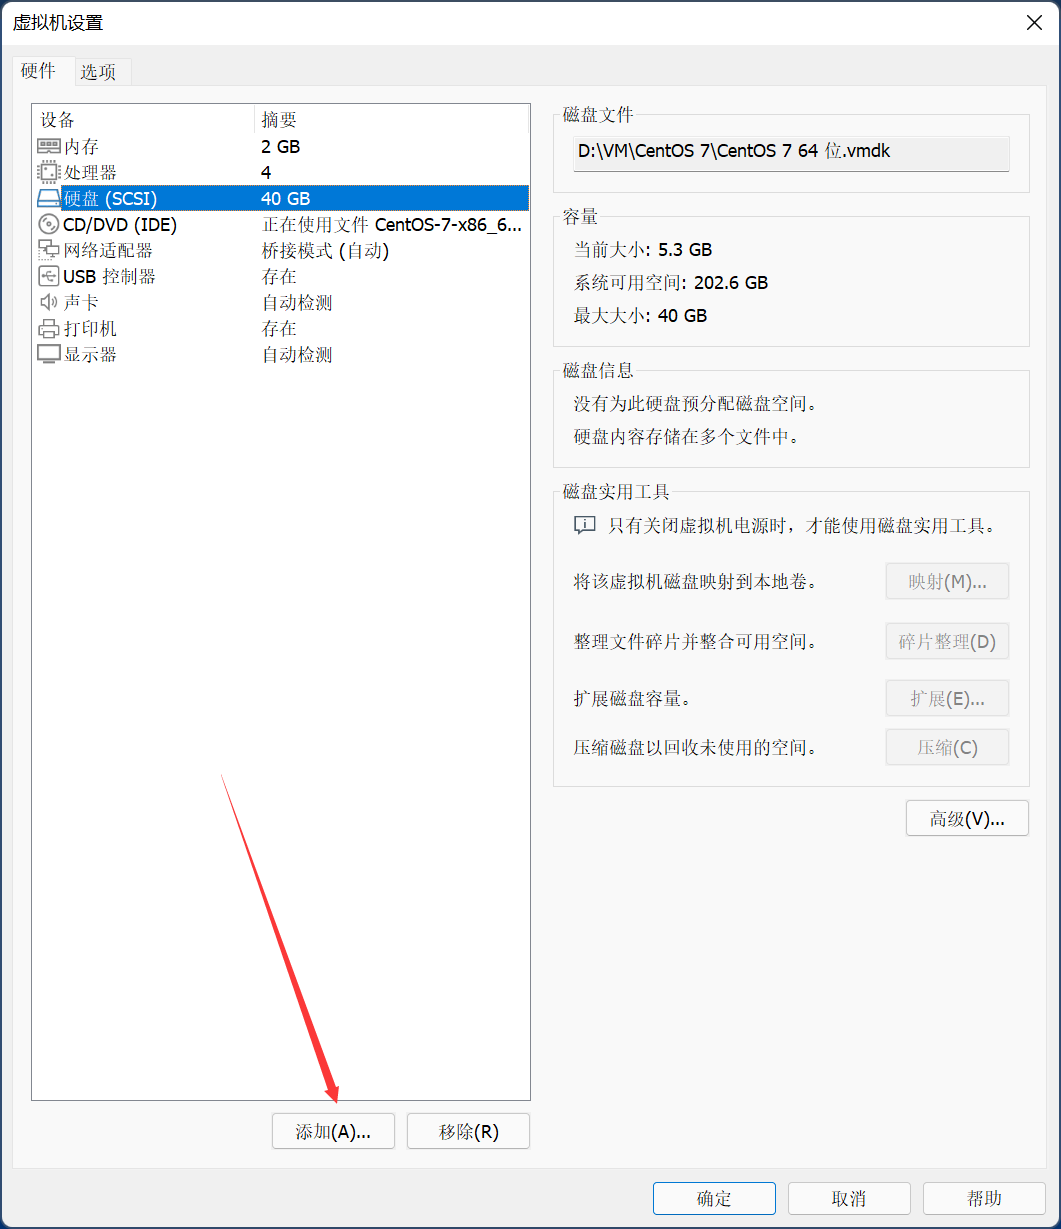 虚拟机设置
硬件 选项
设备 摘要
内存 2 GB
处理器 4
硬盘 (SCSI) 40 GB
CD/DVD (IDE) 正在使用文件 CentOS-7-x86_6...
网络适配器 桥接模式 (自动)
USB 控制器 存在
声卡 自动检测
打印机 存在
显示器 自动检测
添加(A)... 移除(R)
磁盘文件
D:\VM\CentOS 7\CentOS 7 64 位.vmdk
容量
当前大小: 5.3 GB
系统可用空间: 202.6 GB
最大大小: 40 GB
磁盘信息
没有为此硬盘预分配磁盘空间。
硬盘内容存储在多个文件中。
磁盘实用工具
只有关闭虚拟机电源时，才能使用磁盘实用工具。
将该虚拟机磁盘映射到本地卷。 映射(M)...
整理文件碎片并整合可用空间。 碎片整理(D)
扩展磁盘容量。 扩展(E)...
压缩磁盘以回收未使用的空间。 压缩(C)
高级(V)...
确定 取消 帮助